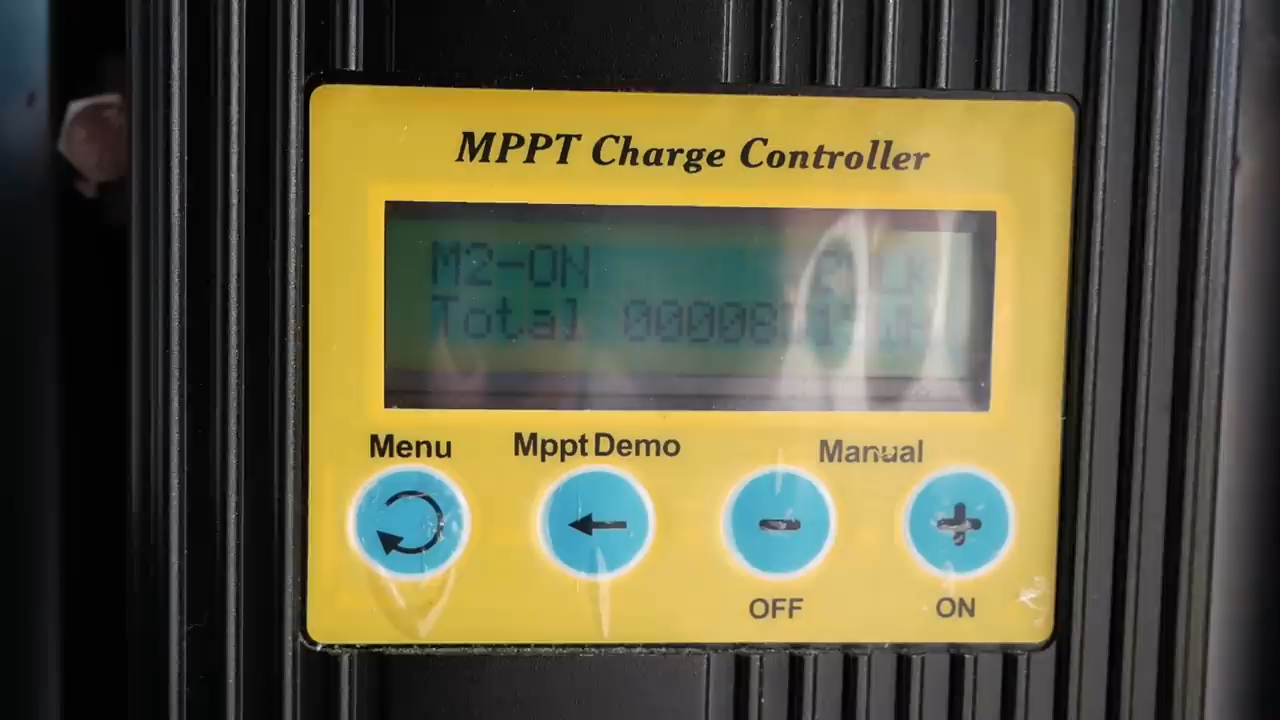 MPPT Charge Controller
M2-ON
Total
Menu
Mppt Demo
Manual
OFF
ON